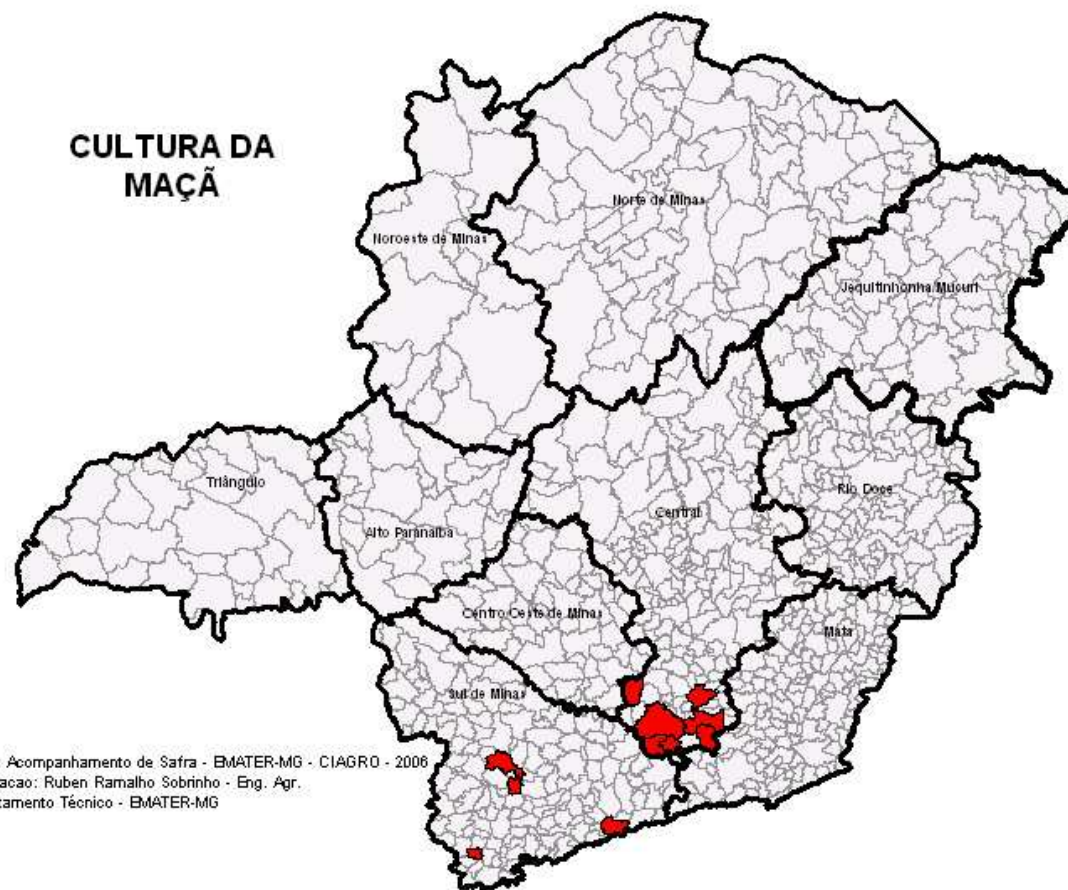 CULTURA DA
MAÇÃ
Norte de Minas
Noroeste de Minas
Jequitinhonha/Mucuri
Triângulo
Rio Doce
Central
Alto Paranaíba
Centro Oeste de Minas
Mata
Sul de Minas
: Acompanhamento de Safra - EMATER-MG - CIAGRO - 2006
acao: Ruben Ramalho Sobrinho - Eng. Agr.
tamento Técnico - EMATER-MG